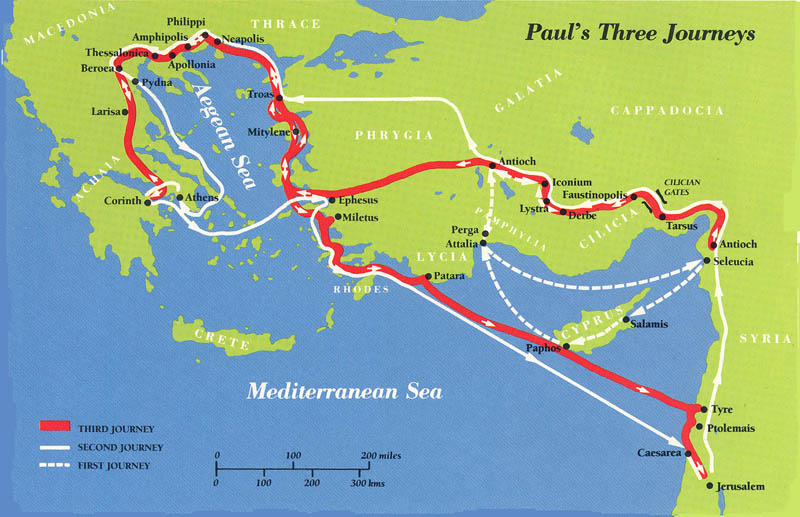 Paul's Three Journeys
MACEDONIA
THRACE
Philippi
Amphipolis
Neapolis
Thessalonica
Apollonia
Beroea
Pydna
Larisa
Troas
Aegean Sea
Mitylene
ACHAIA
Corinth
Athens
Ephesus
Miletus
PHRYGIA
GALATIA
CAPPADOCIA
Antioch
Iconium
Faustinopolis
CILICIAN
GATES
Lystra
Derbe
CILICIA
Tarsus
Perga
Attalia
PAMPHYLIA
LYCIA
Patara
RHODES
Antioch
Seleucia
CYPRUS
Salamis
Paphos
SYRIA
CRETE
Mediterranean Sea
Tyre
Ptolemais
Caesarea
Jerusalem
THIRD JOURNEY
SECOND JOURNEY
FIRST JOURNEY
0 100 200 miles
0 100 200 300 kms